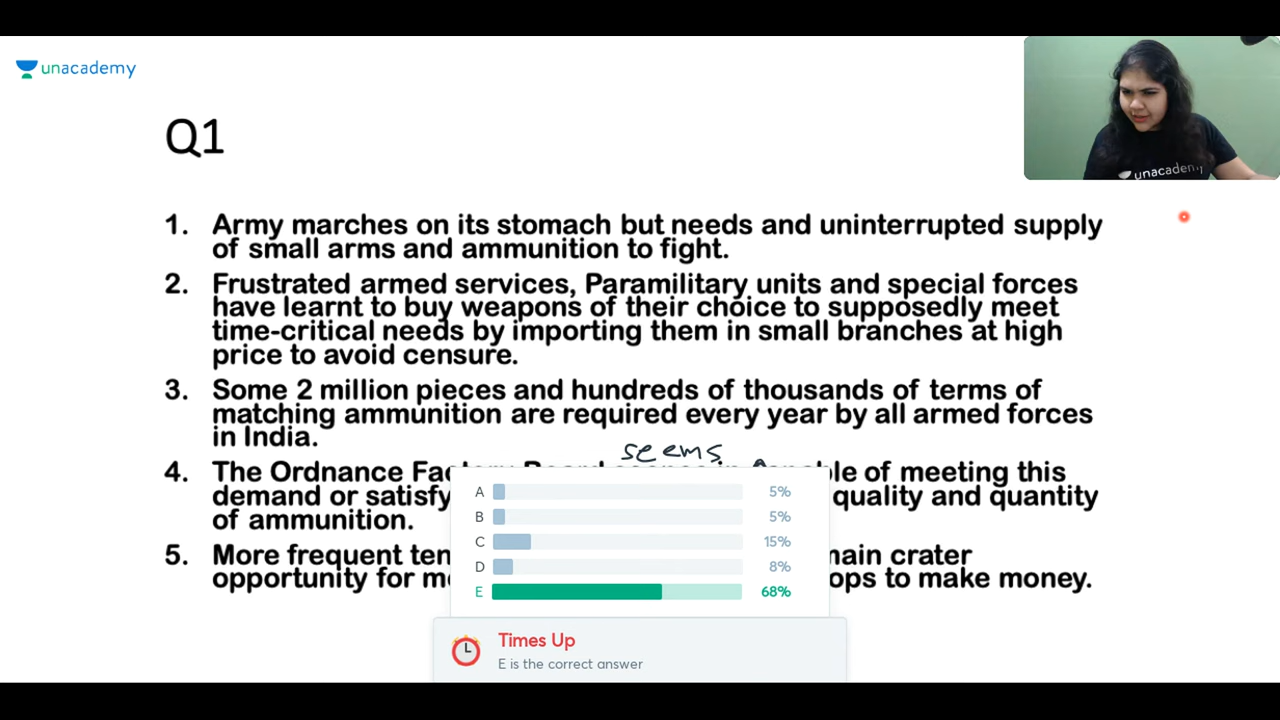 unacademy
Q1
unacademy
1. Army marches on its stomach but needs and uninterrupted supply
of small arms and ammunition to fight.
2. Frustrated armed services, Paramilitary units and special forces
have learnt to buy weapons of their choice to supposedly meet
time-critical needs by importing them in small branches at high
price to avoid censure.
3. Some 2 million pieces and hundreds of thousands of terms of
matching ammunition are required every year by all armed forces
in India.
seems
4. The Ordnance of meeting this
demand or quality and quantity
of ammunition.
5. More frequent crater
opportunity for to make money.
A 5%
B 5%
C 15%
D 8%
E 68%
Times Up
E is the correct answer